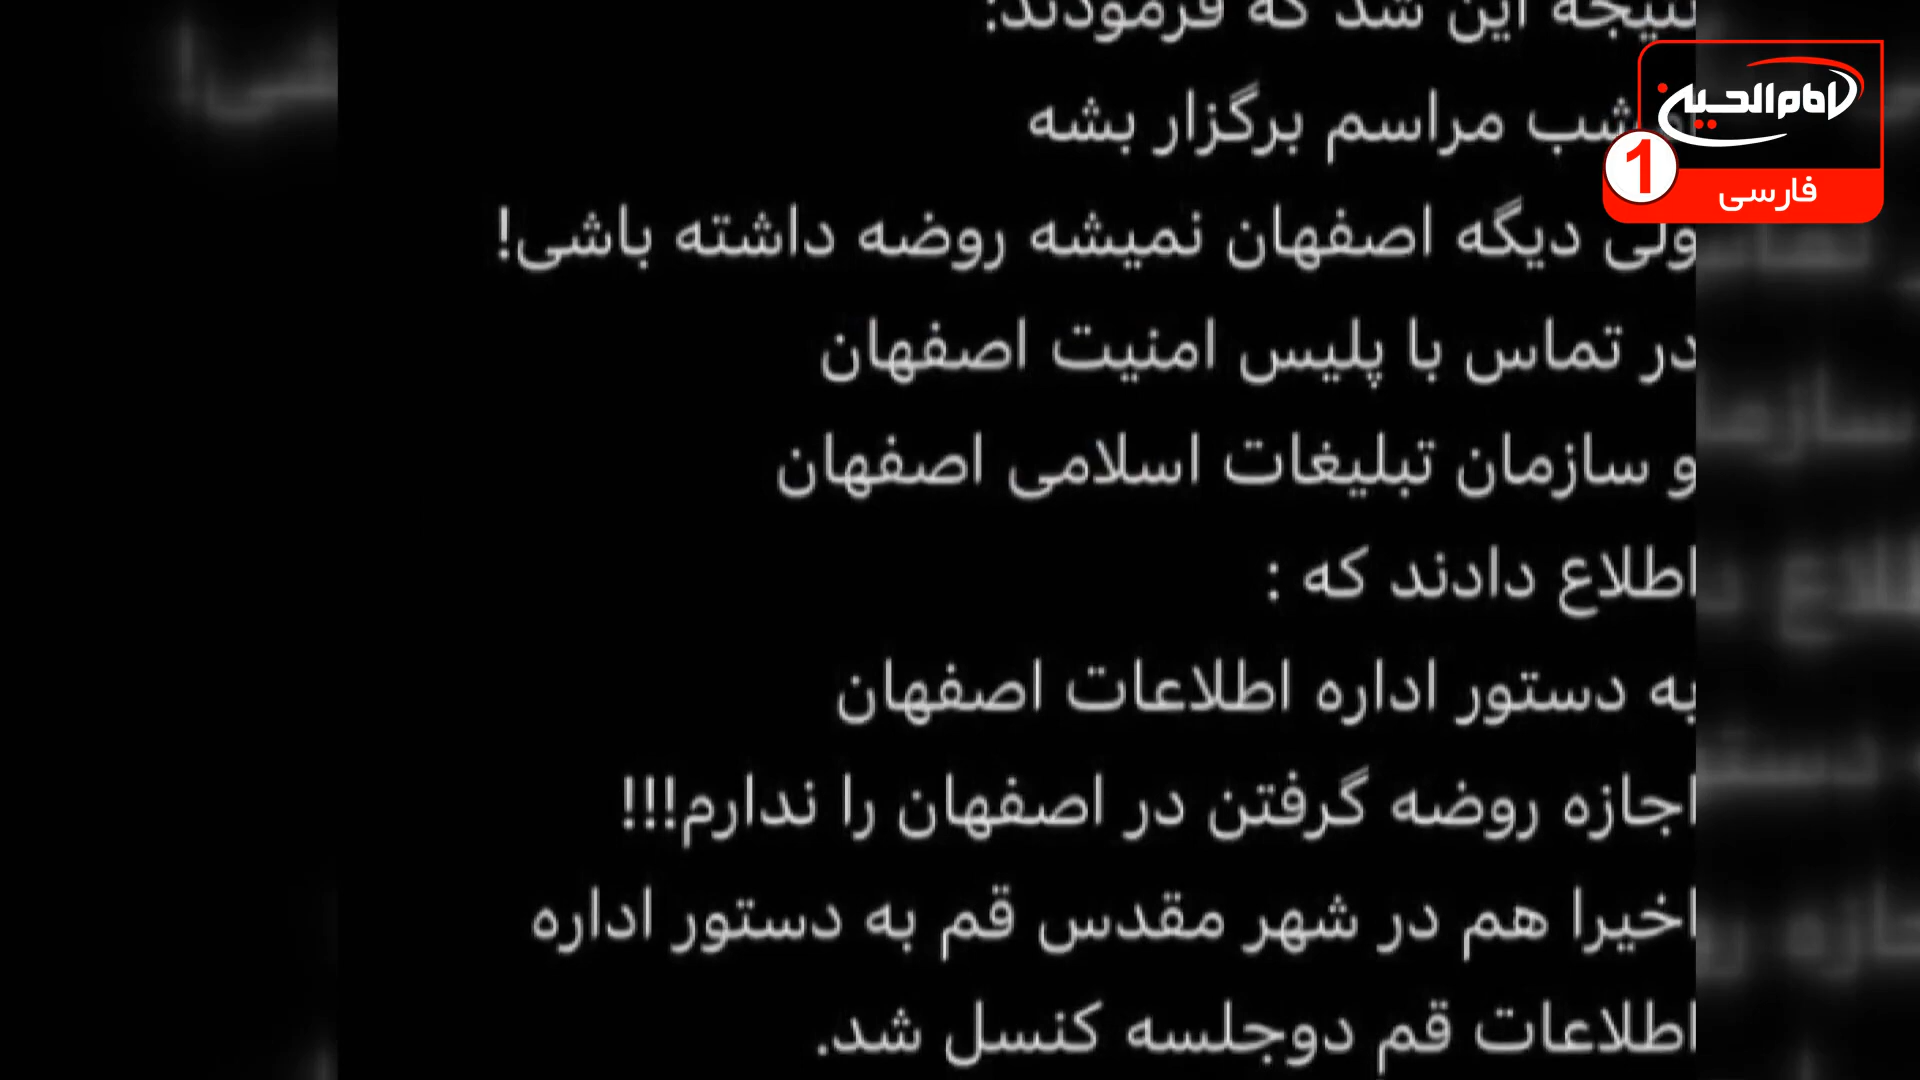 نتیجه این شد که فرمودند:
امشب مراسم برگزار بشه
ولی دیگه اصفهان نمیشه روضه داشته باشی!
در تماس با پلیس امنیت اصفهان
و سازمان تبلیغات اسلامی اصفهان
اطلاع دادند که :
به دستور اداره اطلاعات اصفهان
اجازه روضه گرفتن در اصفهان را ندارم!!!
اخیرا هم در شهر مقدس قم به دستور اداره
اطلاعات قم دوجلسه کنسل شد.
امام الحسین
1
فارسی